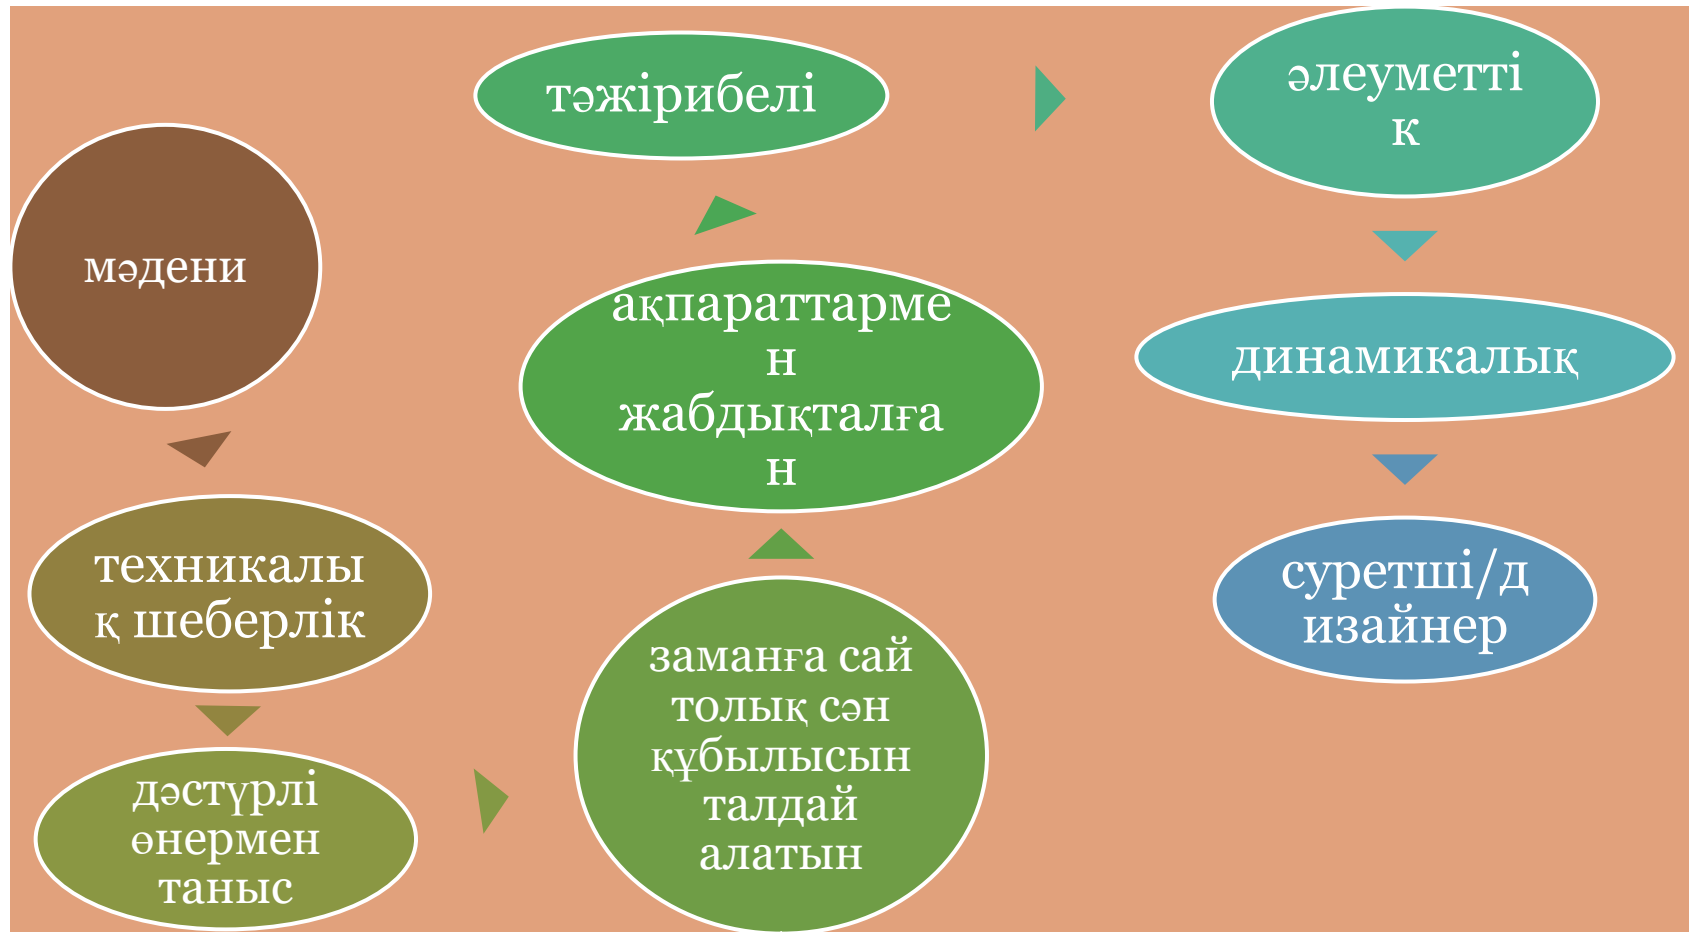 мәдени
техникалы
қ шеберлік
дәстүрлі
өнермен
таныс
заманға сай
толық сән
құбылысын
талдай
алатын
ақпараттарме
н
жабдықталға
н
тәжірибелі
әлеуметті
к
динамикалық
суретші/д
изайнер